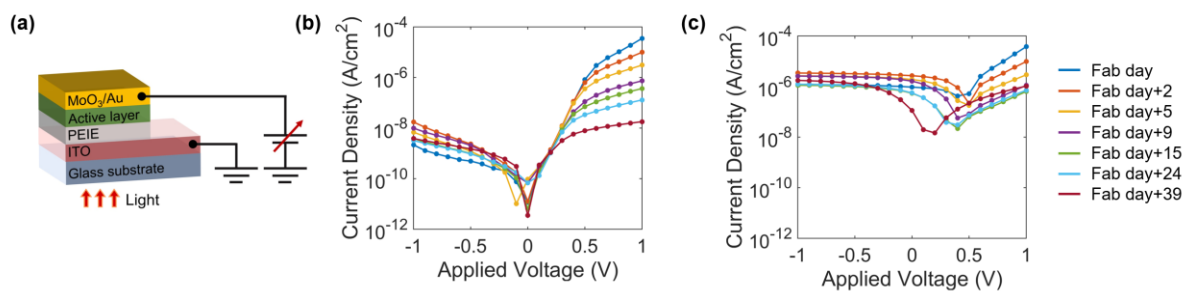 (a)
MoO3/Au
Active layer
PEIE
ITO
Glass substrate
Light
(b)
Current Density (A/cm2)
10-4
10-6
10-8
10-10
10-12
-1
-0.5
0
0.5
1
Applied Voltage (V)
(c)
Current Density (A/cm2)
10-4
10-6
10-8
10-10
10-12
-1
-0.5
0
0.5
1
Applied Voltage (V)
Fab day
Fab day+2
Fab day+5
Fab day+9
Fab day+15
Fab day+24
Fab day+39